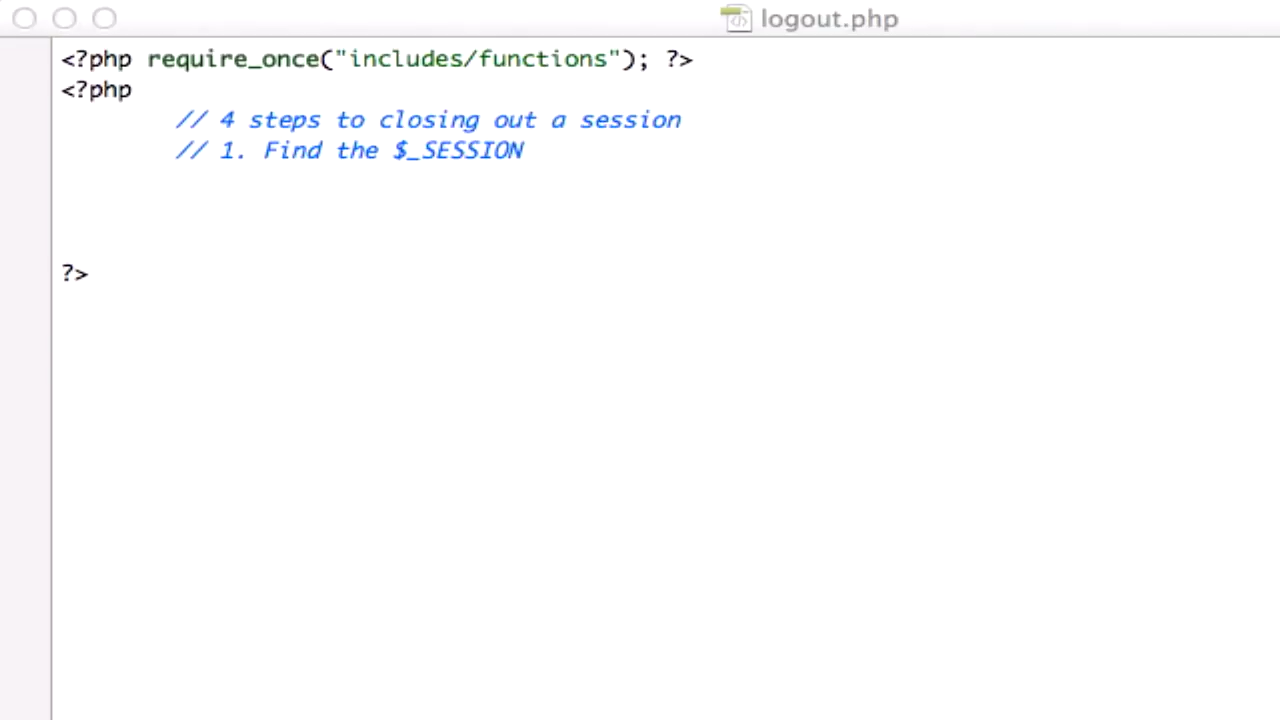 logout.php
<?php require_once("includes/functions"); ?>
<?php
// 4 steps to closing out a session
// 1. Find the $_SESSION
?>